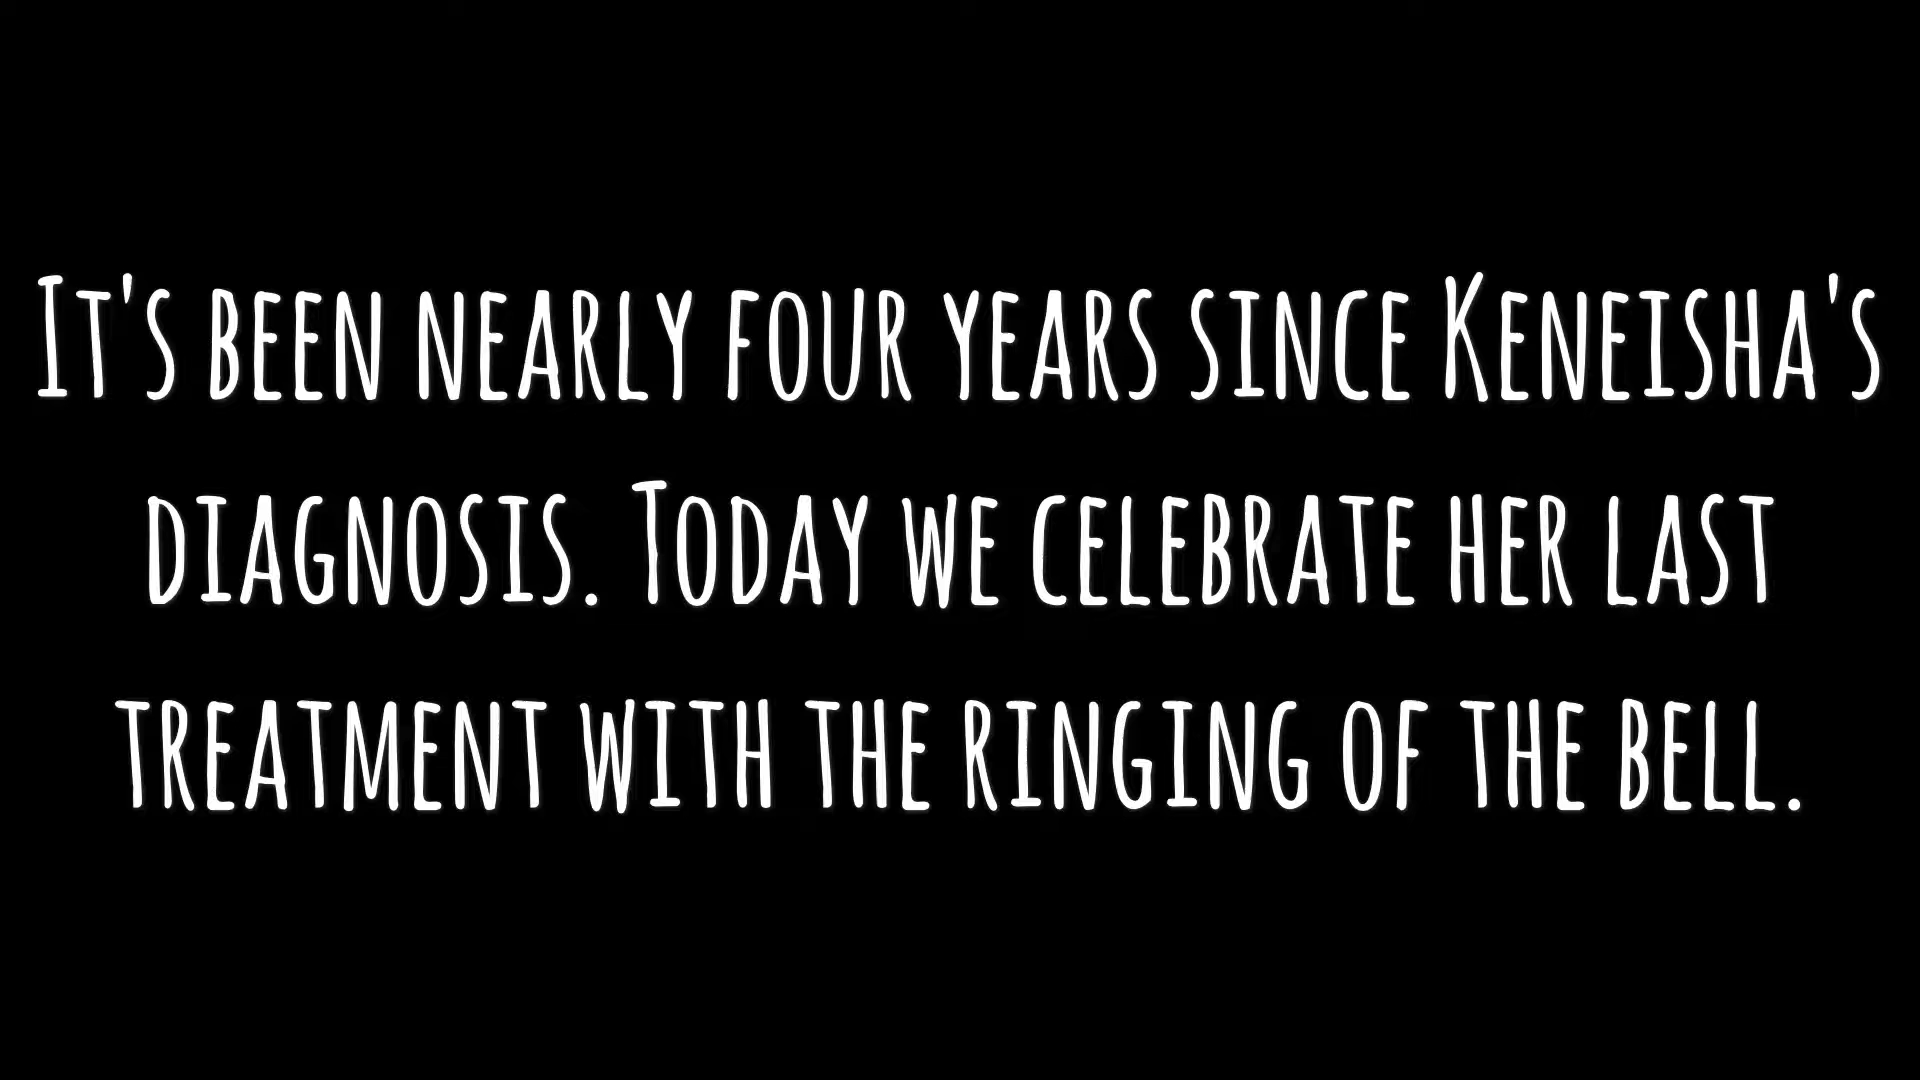 It's been nearly four years since Keneisha's
diagnosis. Today we celebrate her last
treatment with the ringing of the bell.